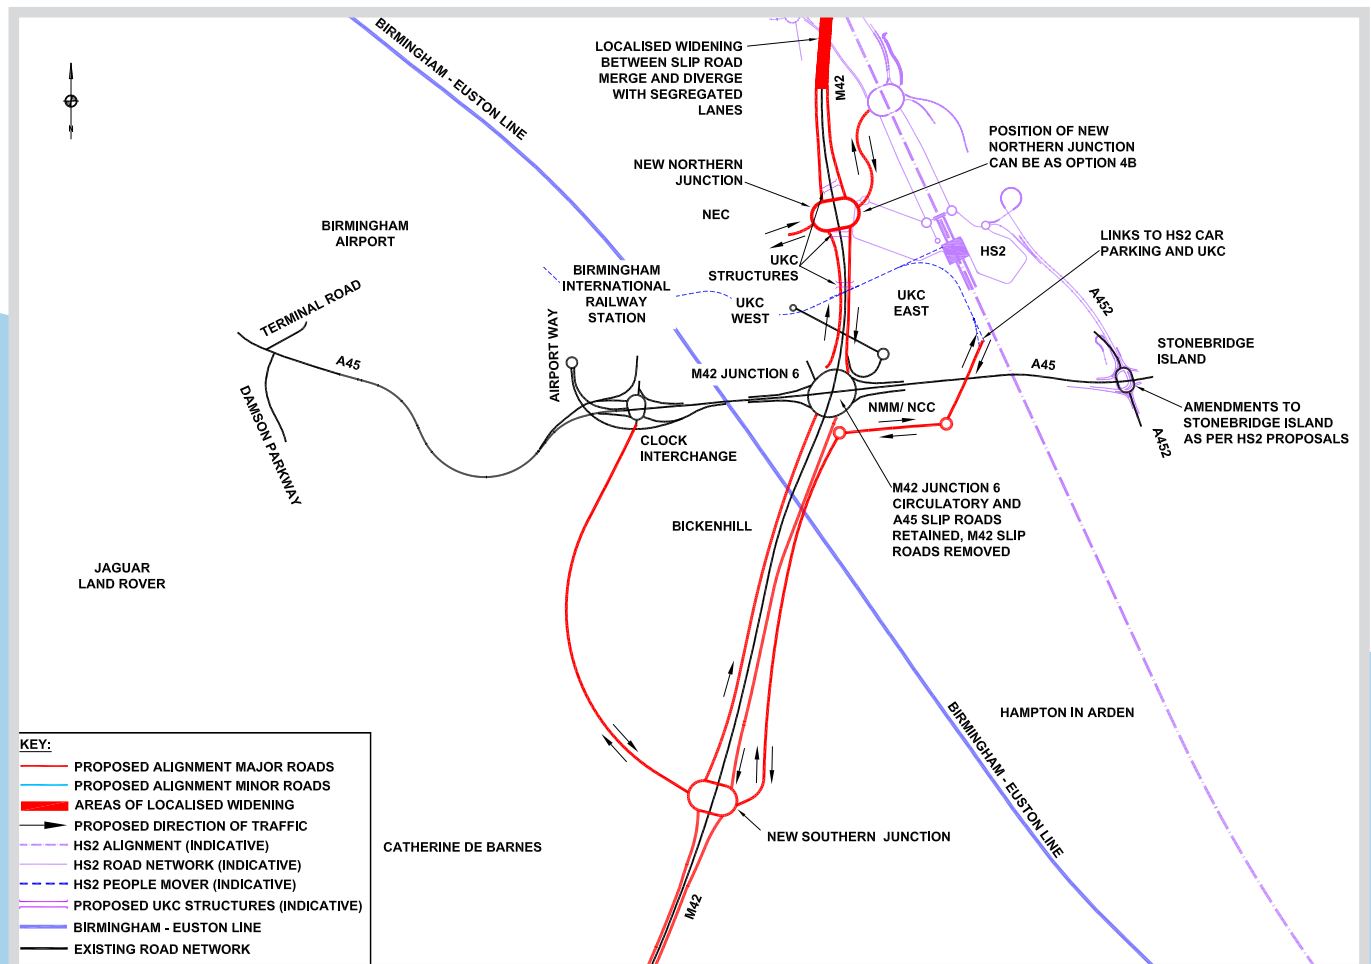 BIRMINGHAM - EUSTON LINE
LOCALISED WIDENING
BETWEEN SLIP ROAD
MERGE AND DIVERGE
WITH SEGREGATED
LANES
M42
N
POSITION OF NEW
NORTHERN JUNCTION
CAN BE AS OPTION 4B
NEW NORTHERN
JUNCTION
NEC
BIRMINGHAM
AIRPORT
LINKS TO HS2 CAR
PARKING AND UKC
HS2
UKC
STRUCTURES
BIRMINGHAM
INTERNATIONAL
RAILWAY
STATION
UKC
WEST
UKC
EAST
A452
TERMINAL ROAD
AIRPORT WAY
STONEBRIDGE
ISLAND
A45
M42 JUNCTION 6
A45
DAMSON PARKWAY
NMM/ NCC
AMENDMENTS TO
STONEBRIDGE ISLAND
AS PER HS2 PROPOSALS
A452
CLOCK
INTERCHANGE
M42 JUNCTION 6
CIRCULATORY AND
A45 SLIP ROADS
RETAINED, M42 SLIP
ROADS REMOVED
BICKENHILL
JAGUAR
LAND ROVER
HAMPTON IN ARDEN
BIRMINGHAM - EUSTON LINE
NEW SOUTHERN JUNCTION
CATHERINE DE BARNES
M42
KEY:
PROPOSED ALIGNMENT MAJOR ROADS
PROPOSED ALIGNMENT MINOR ROADS
AREAS OF LOCALISED WIDENING
PROPOSED DIRECTION OF TRAFFIC
HS2 ALIGNMENT (INDICATIVE)
HS2 ROAD NETWORK (INDICATIVE)
HS2 PEOPLE MOVER (INDICATIVE)
PROPOSED UKC STRUCTURES (INDICATIVE)
BIRMINGHAM - EUSTON LINE
EXISTING ROAD NETWORK